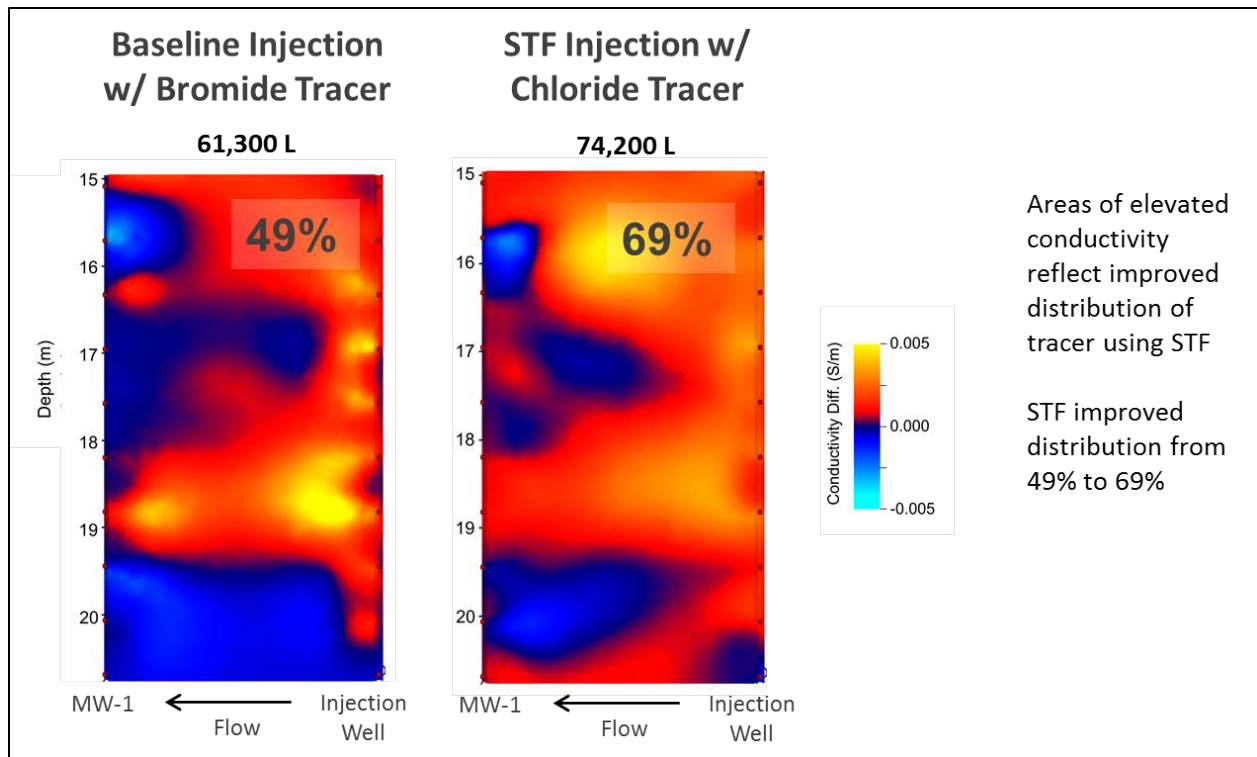 Baseline Injection
w/ Bromide Tracer
61,300 L
49%
Depth (m)
15
16
17
18
19
20
MW-1
Flow
Injection
Well
STF Injection w/
Chloride Tracer
74,200 L
69%
15
16
17
18
19
20
MW-1
Flow
Injection
Well
Conductivity Diff. (S/m)
0.005
0.000
-0.005
Areas of elevated
conductivity
reflect improved
distribution of
tracer using STF
STF improved
distribution from
49% to 69%